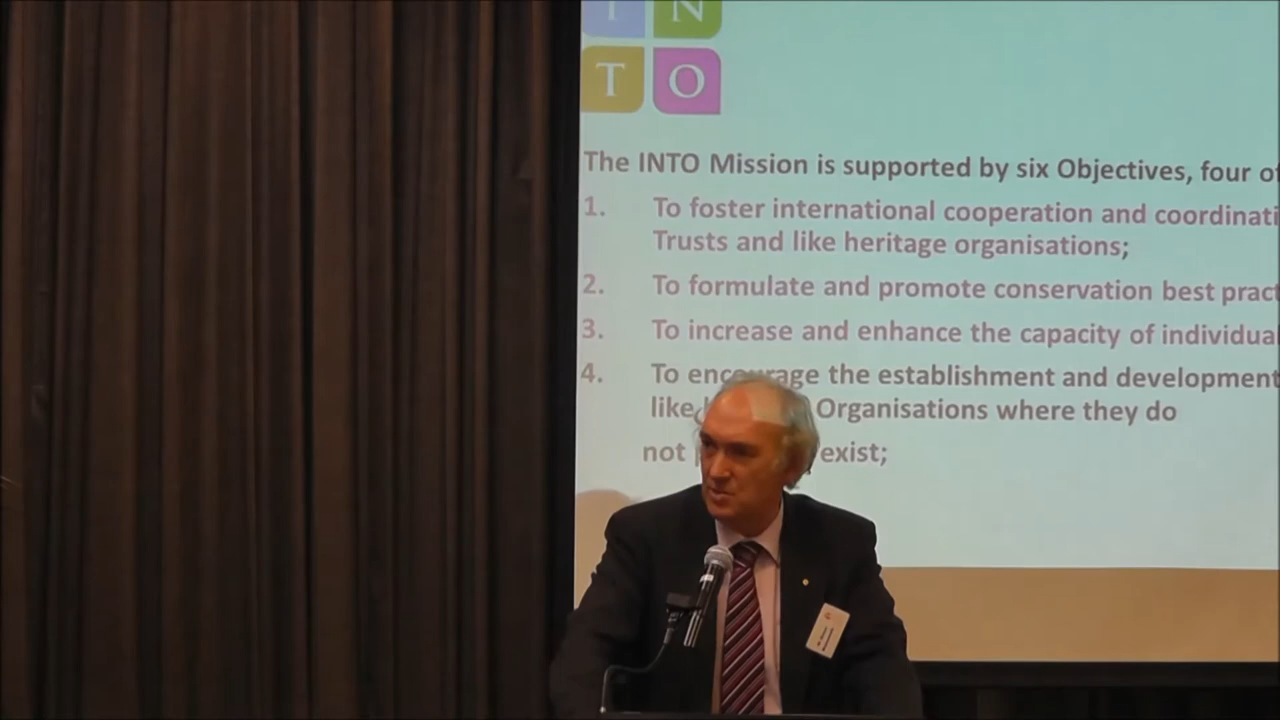 I N
T O
The INTO Mission is supported by six Objectives, four of
1. To foster international cooperation and coordinati
Trusts and like heritage organisations;
2. To formulate and promote conservation best pract
3. To increase and enhance the capacity of individua
4. To encourage the establishment and development
like Organisations where they do
not exist;